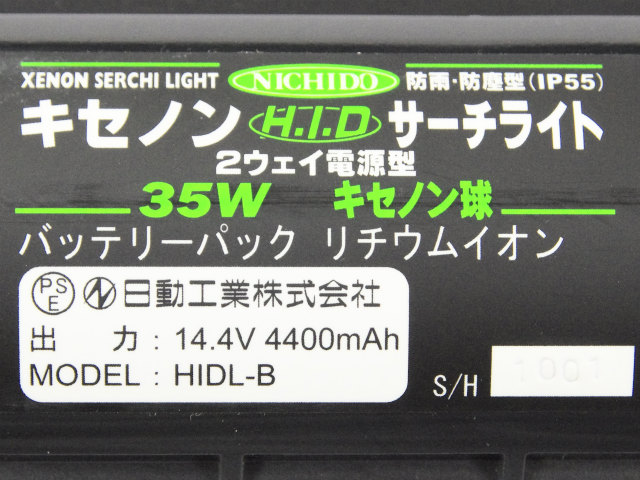 XENON SERCHI LIGHT NICHIDO 防雨・防塵型(IP55)
キセノン H.I.D サーチライト
2ウェイ電源型
35W キセノン球
バッテリーパック リチウムイオン
PSE 日動工業株式会社
出 力 : 14.4V 4400mAh
MODEL : HIDL-B
S/H 1001